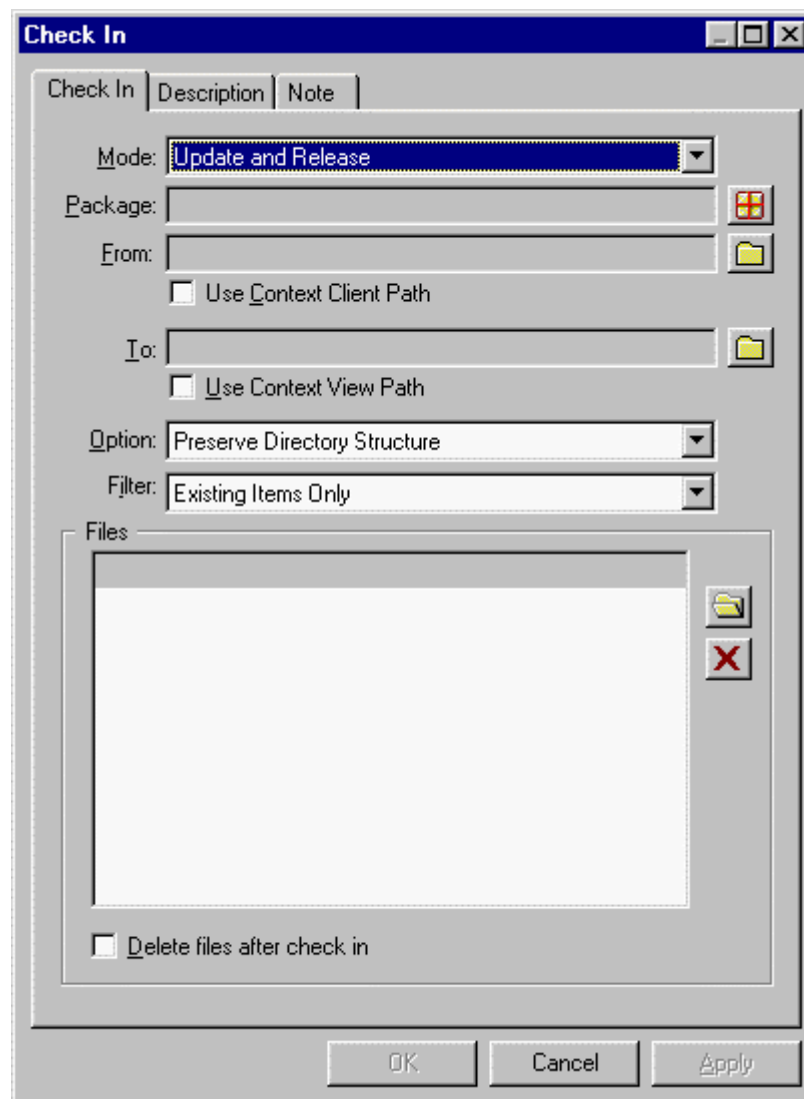 Check In
Check In Description Note
Mode: Update and Release
Package:
From:
Use Context Client Path
To:
Use Context View Path
Option: Preserve Directory Structure
Filter: Existing Items Only
Files
Delete files after check in
OK Cancel Apply